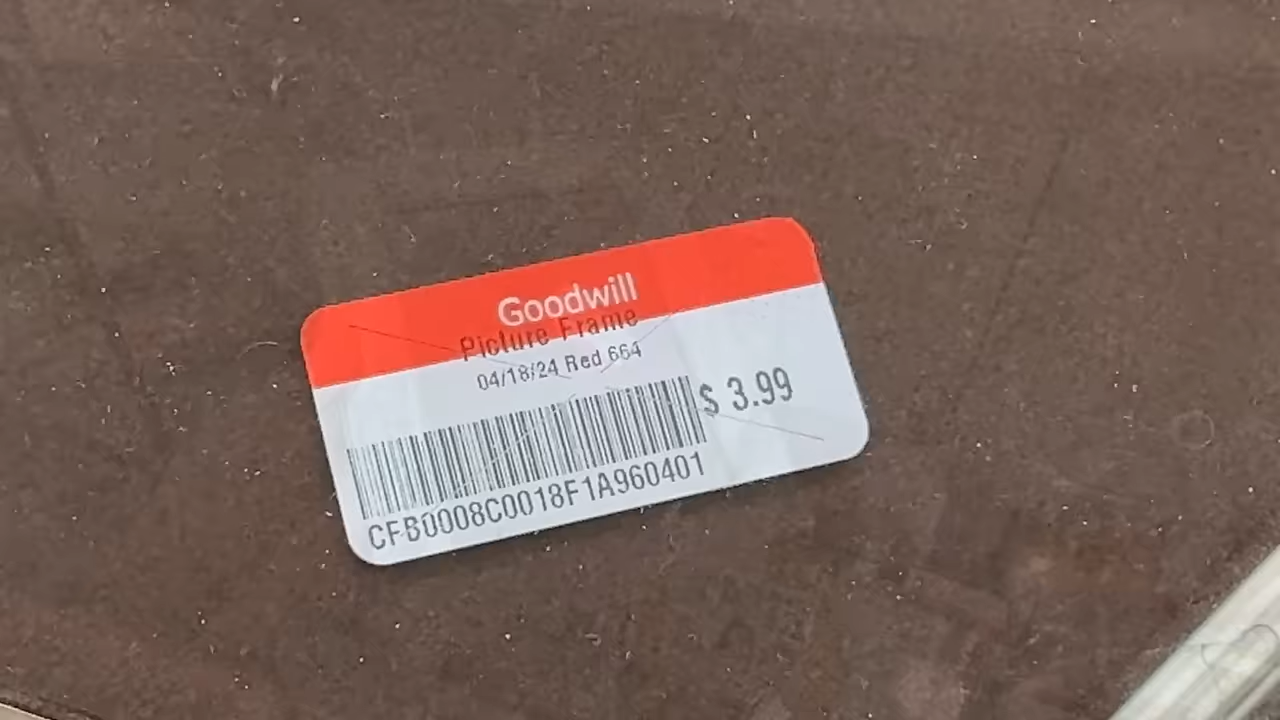 Goodwill
Picture Frame
04/18/24 Red 664
$ 3.99
CFB0008C0018F1A960401